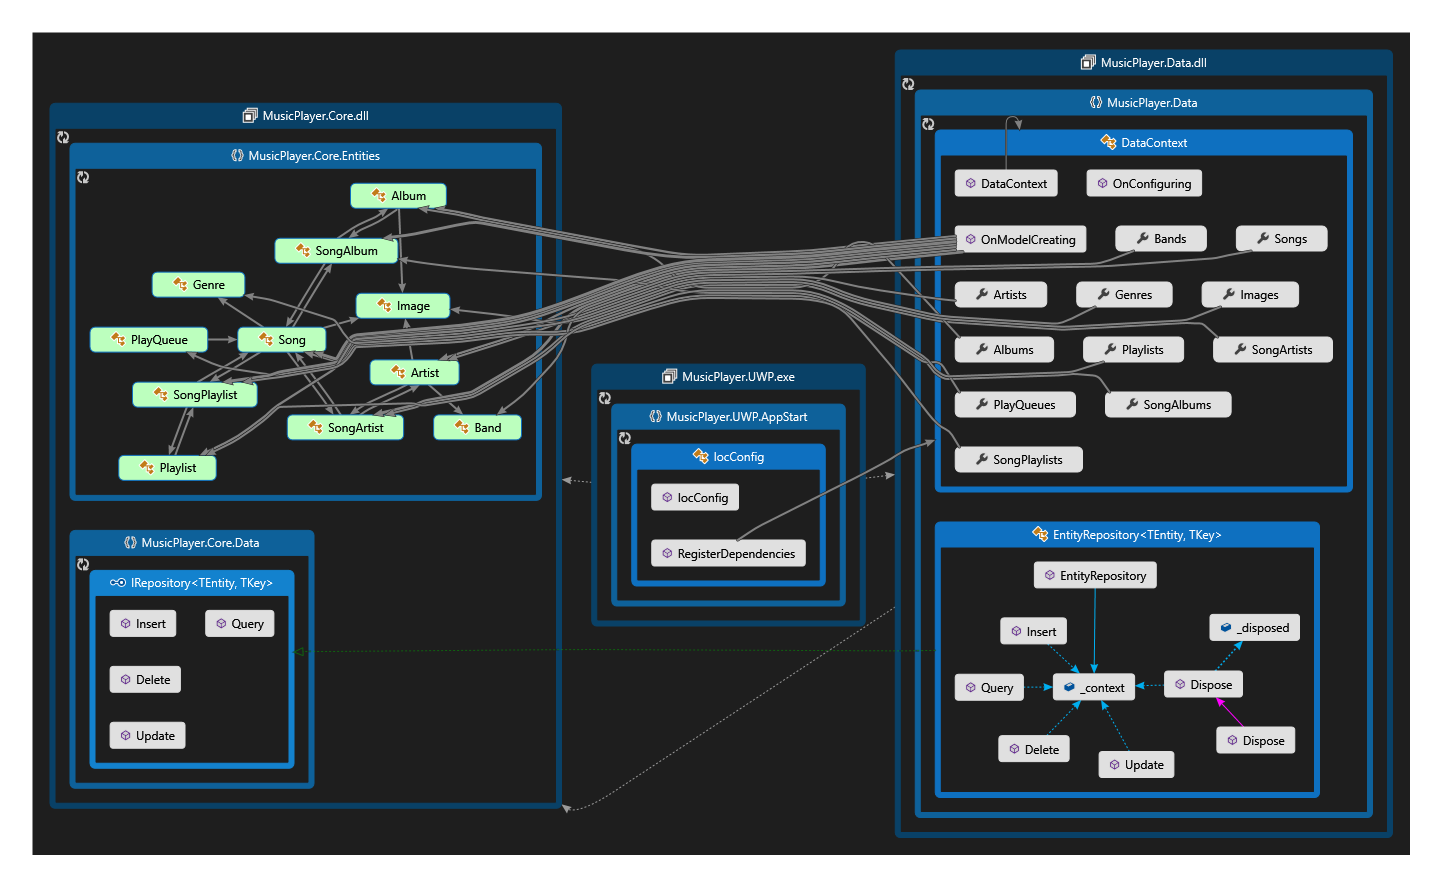 MusicPlayer.Core.dll
MusicPlayer.Core.Entities
Album
SongAlbum
Genre
Image
PlayQueue
Song
Artist
SongPlaylist
SongArtist
Band
Playlist
MusicPlayer.Core.Data
IRepository<TEntity, TKey>
Insert
Query
Delete
Update
MusicPlayer.UWP.exe
MusicPlayer.UWP.AppStart
IocConfig
IocConfig
RegisterDependencies
MusicPlayer.Data.dll
MusicPlayer.Data
DataContext
DataContext
OnConfiguring
OnModelCreating
Bands
Songs
Artists
Genres
Images
Albums
Playlists
SongArtists
PlayQueues
SongAlbums
SongPlaylists
EntityRepository<TEntity, TKey>
EntityRepository
Insert
_disposed
Query
_context
Dispose
Delete
Update
Dispose